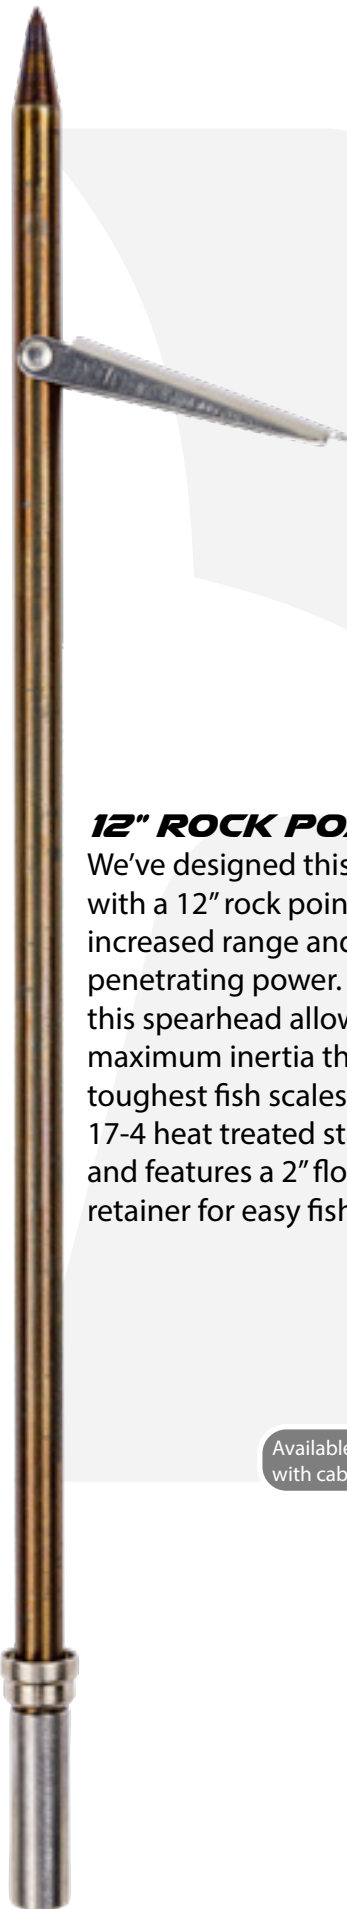 12” ROCK PO
We’ve designed this
with a 12” rock poin
increased range and
penetrating power.
this spearhead allow
maximum inertia th
toughest fish scales
17-4 heat treated st
and features a 2” flo
retainer for easy fish
Available
with cab